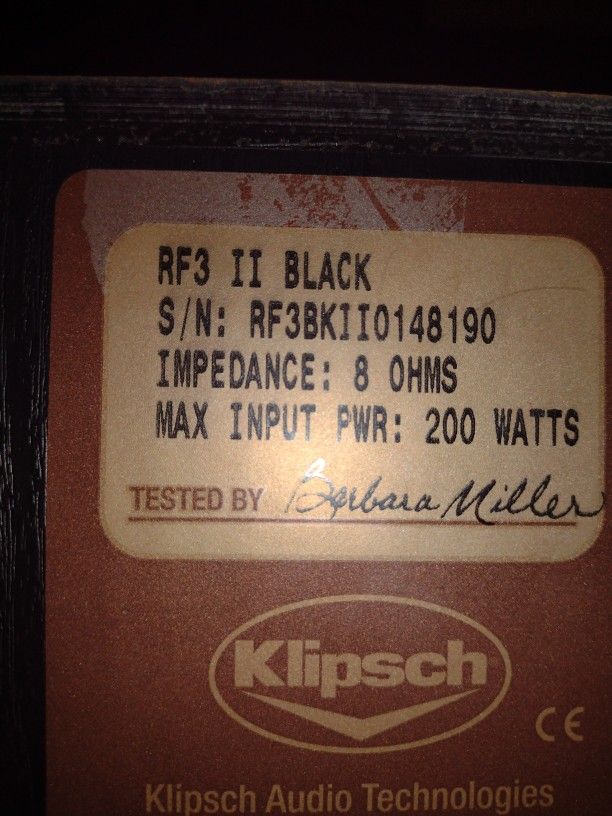 RF3 II BLACK
S/N: RF3BKII0148190
IMPEDANCE: 8 OHMS
MAX INPUT PWR: 200 WATTS
TESTED BY Barbara Miller
Klipsch
CE
Klipsch Audio Technologies